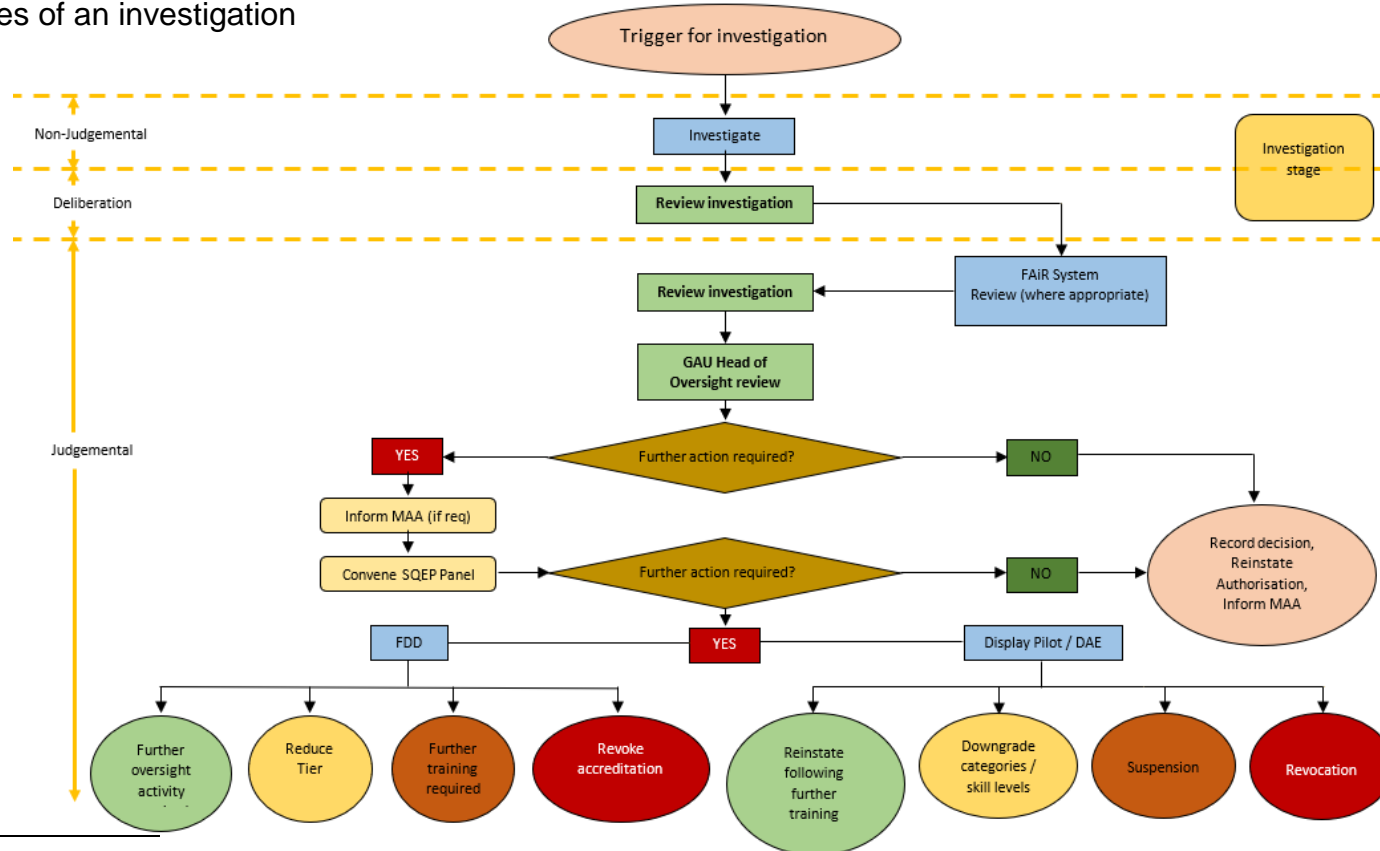 es of an investigation
Trigger for investigation
Non-Judgemental
Investigate
Investigation
stage
Deliberation
Review investigation
FAiR System
Review (where appropriate)
Review investigation
GAU Head of
Oversight review
Judgemental
YES
Further action required?
NO
Inform MAA (if req)
Convene SQEP Panel
Further action required?
NO
Record decision,
Reinstate
Authorisation,
Inform MAA
FDD
YES
Display Pilot / DAE
Further
oversight
activity
Reduce
Tier
Further
training
required
Revoke
accreditation
Reinstate
following
further
training
Downgrade
categories /
skill levels
Suspension
Revocation